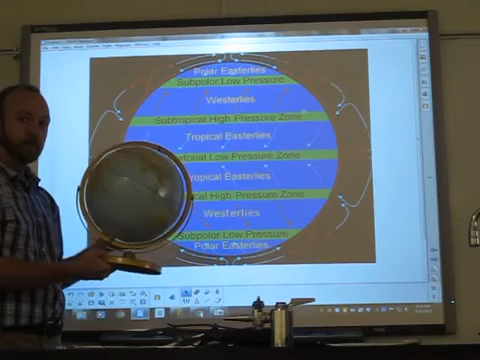 Polar Easterlies
Subpolor Low Pressure
Westerlies
Subtropical High Pressure Zone
Tropical Easterlies
Low Pressure Zone
Tropical Easterlies
High Pressure Zone
Westerlies
Subpolar Low Pressure
Polar Easterlies